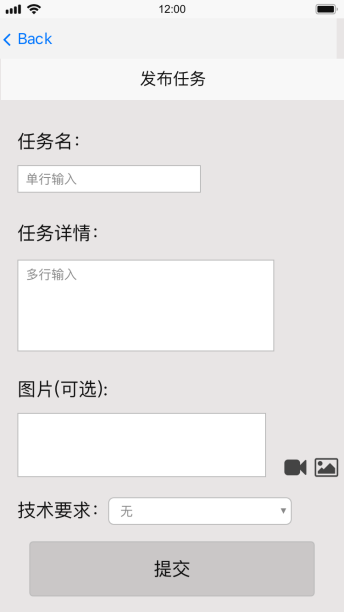 12:00
Back
发布任务
任务名：
单行输入
任务详情：
多行输入
图片(可选):
技术要求：
无
提交